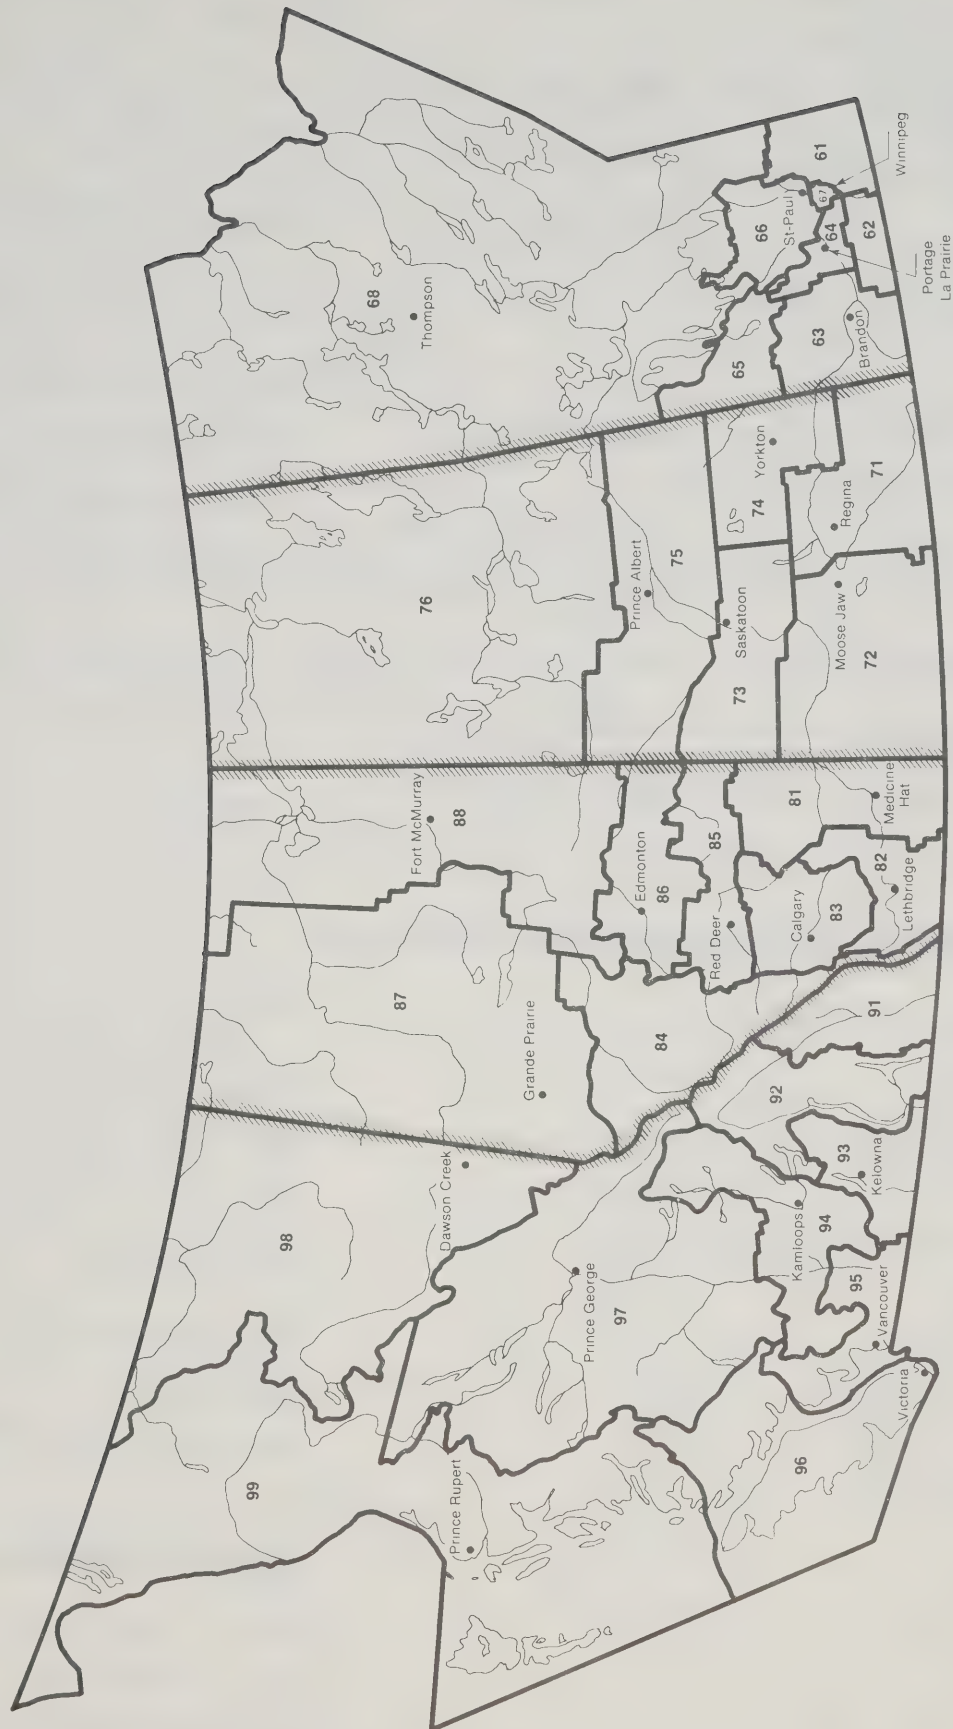 99
98
Dawson Creek
Prince Rupert
Prince George
97
96
Victoria
Vancouver
95
94
Kamloops
Kelowna
93
92
91
87
Grande Prairie
84
Fort McMurray
88
Edmonton
86
Red Deer
85
Calgary
83
81
82
Lethbridge
Medicine
Hat
76
Prince Albert
75
Saskatoon
73
74
Yorkton
Regina
71
Moose Jaw
72
68
Thompson
65
63
Brandon
66
St-Paul
67
64
62
61
Portage
La Prairie
Winnipeg